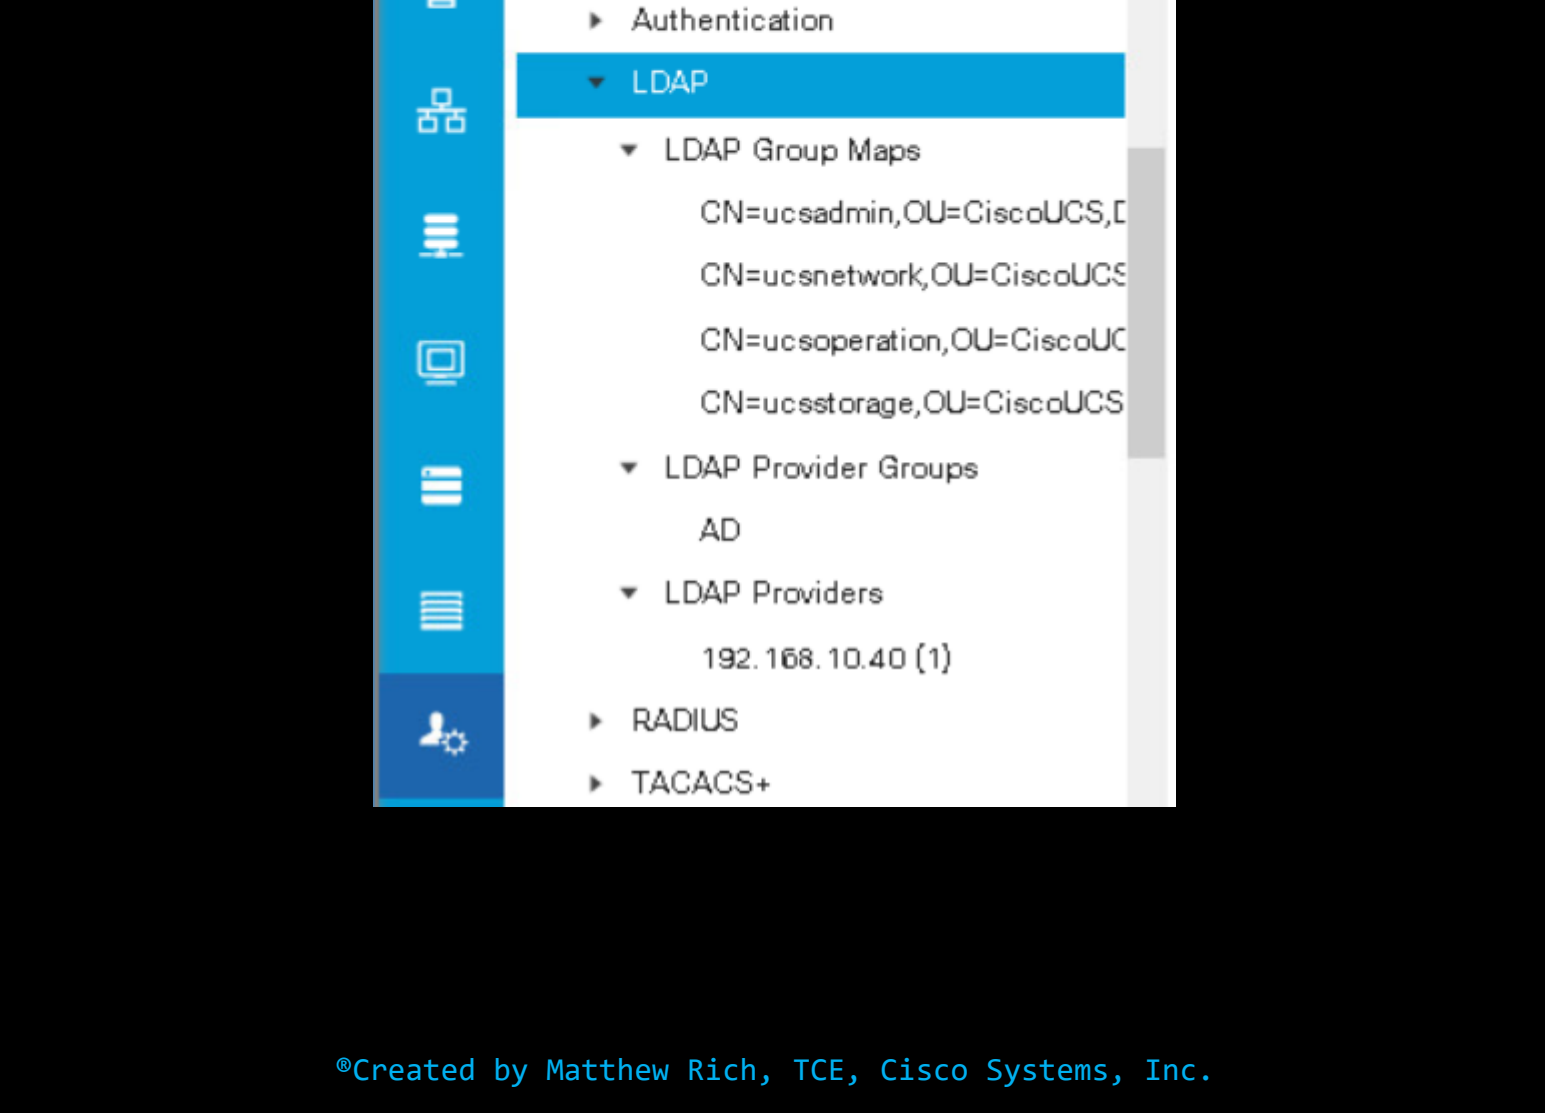 Authentication
LDAP
LDAP Group Maps
CN=ucsadmin,OU=CiscoUCS,
CN=ucsnetwork,OU=CiscoUCS
CN=ucsoperation,OU=CiscoUC
CN=ucsstorage,OU=CiscoUCS
LDAP Provider Groups
AD
LDAP Providers
192.168.10.40 (1)
RADIUS
TACACS+
®Created by Matthew Rich, TCE, Cisco Systems, Inc.